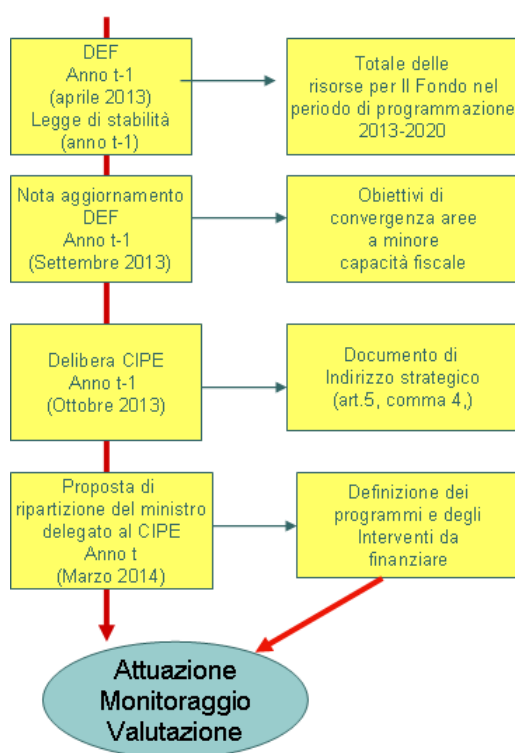 DEF
Anno t-1
(aprile 2013)
Legge di stabilità
(anno t-1)
Totale delle
risorse per Il Fondo nel
periodo di programmazione
2013-2020
Nota aggiornamento
DEF
Anno t-1
(Settembre 2013)
Obiettivi di
convergenza aree
a minore
capacità fiscale
Delibera CIPE
Anno t-1
(Ottobre 2013)
Documento di
Indirizzo strategico
(art.5, comma 4,)
Proposta di
ripartizione del ministro
delegato al CIPE
Anno t
(Marzo 2014)
Definizione dei
programmi e degli
Interventi da
finanziare
Attuazione
Monitoraggio
Valutazione